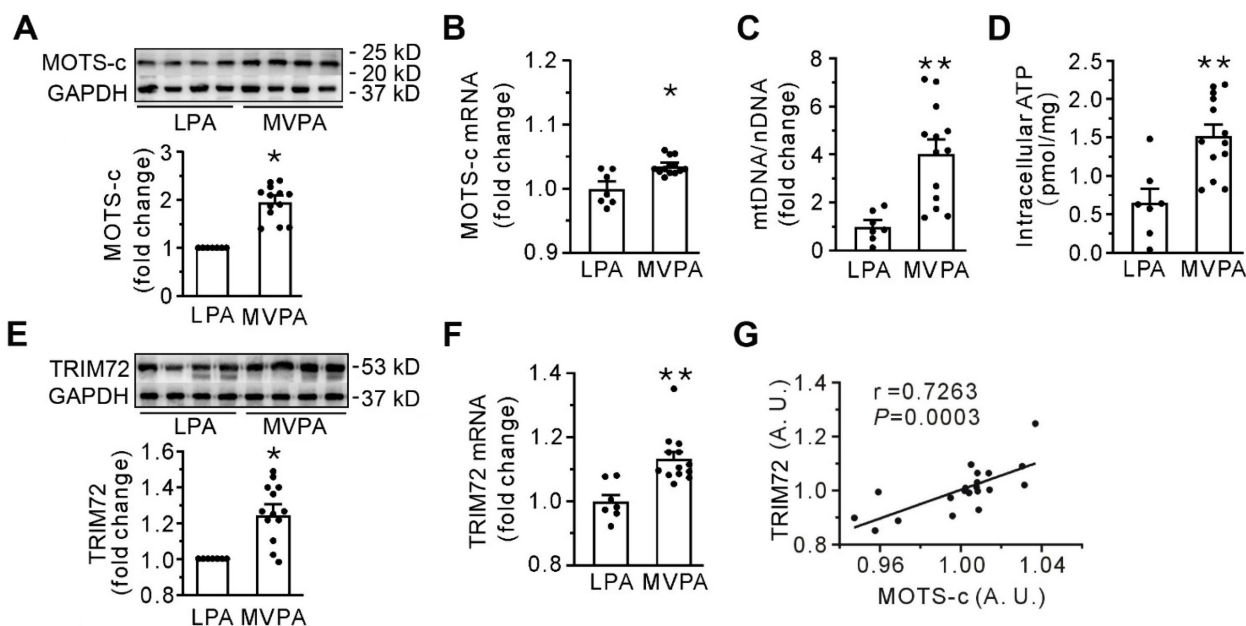 A
MOTS-c
GAPDH
- 25 kD
- 20 kD
- 37 kD
LPA MVPA
MOTS-c
(fold change)
3
2
1
0
*
LPA MVPA
B
MOTS-c mRNA
(fold change)
1.2
1.1
1.0
0.9
*
LPA MVPA
C
mtDNA/nDNA
(fold change)
8
6
4
2
0
**
LPA MVPA
D
Intracellular ATP
(pmol/mg)
2.5
2.0
1.5
1.0
0.5
0.0
**
LPA MVPA
E
TRIM72
GAPDH
-53 kD
-37 kD
LPA MVPA
TRIM72
(fold change)
1.6
1.4
1.2
1.0
0.8
*
LPA MVPA
F
TRIM72 mRNA
(fold change)
1.4
1.2
1.0
0.8
**
LPA MVPA
G
TRIM72 (A. U.)
1.4
1.2
1.0
0.8
r=0.7263
P=0.0003
0.96 1.00 1.04
MOTS-c (A. U.)